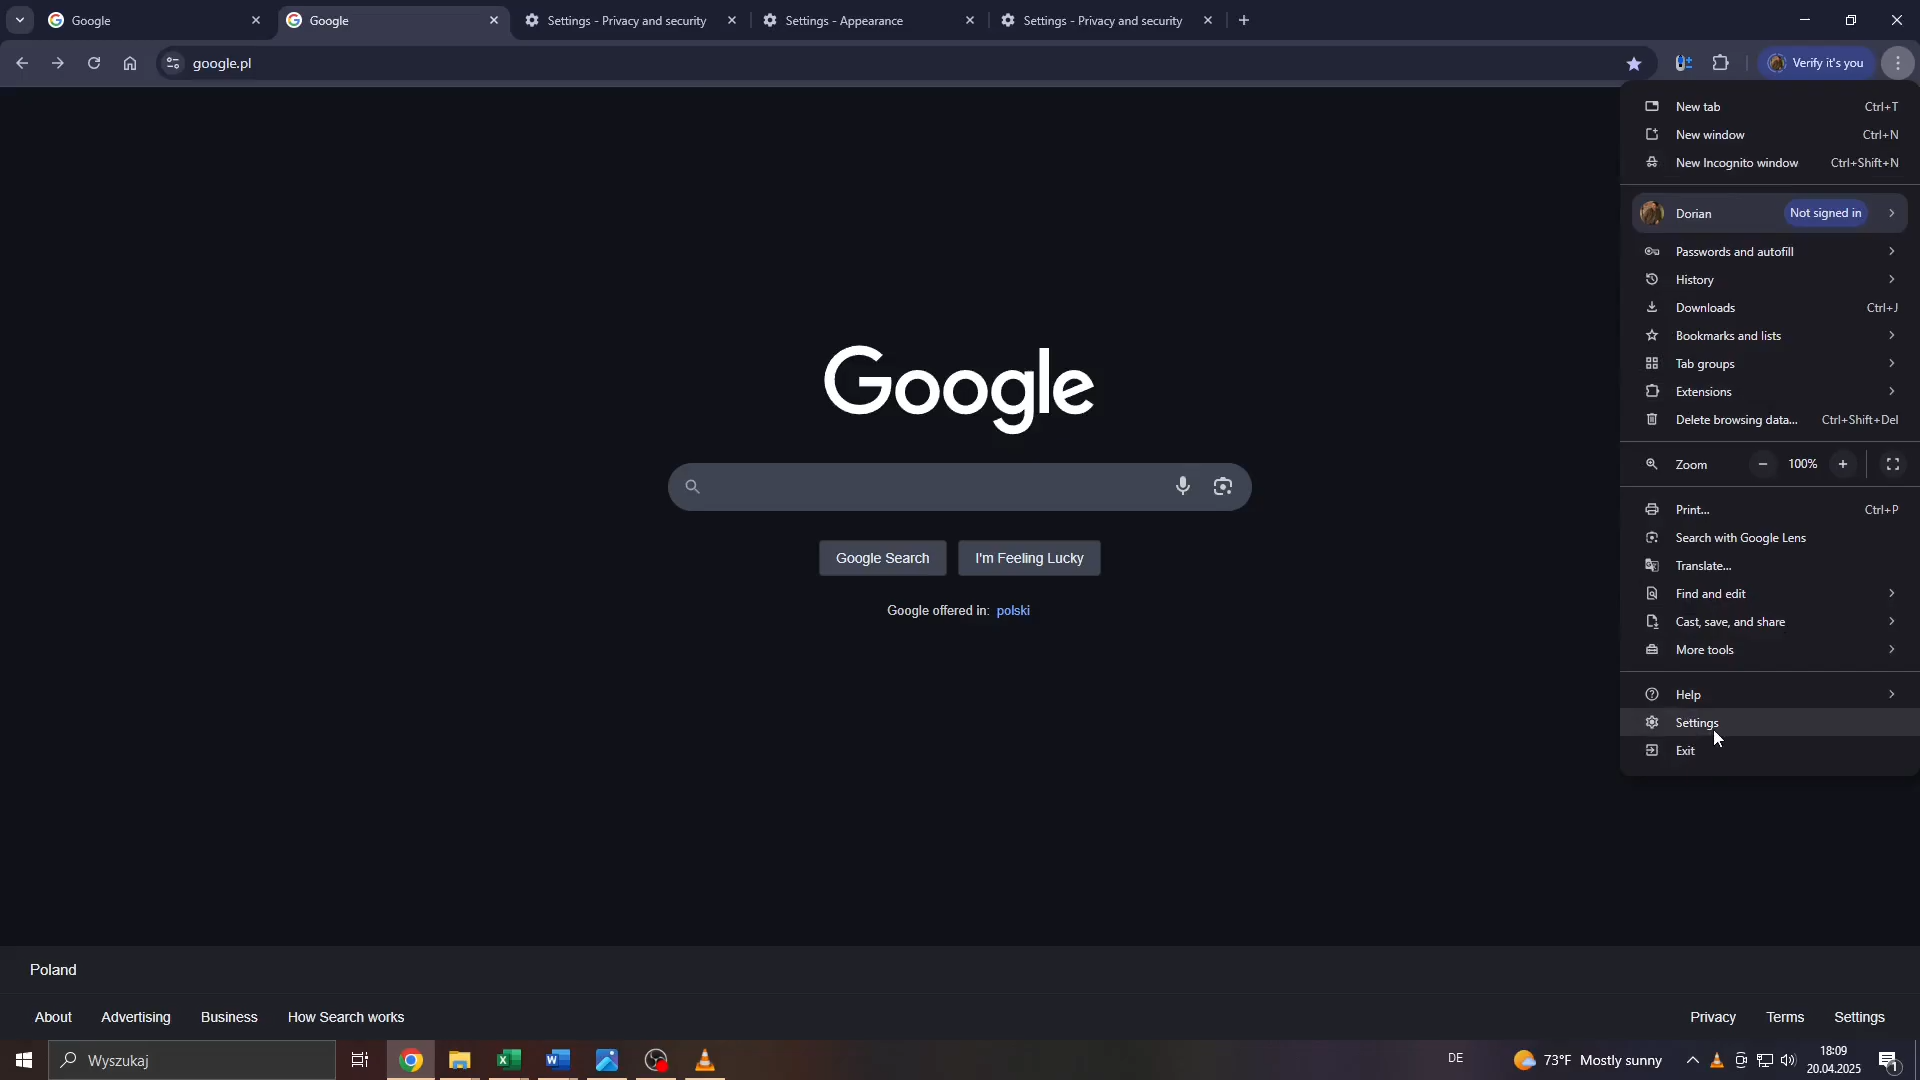 Google
Google
Settings - Privacy and security
Settings - Appearance
Settings - Privacy and security
google.pl
Verify it's you
New tab Ctrl+T
New window Ctrl+N
New Incognito window Ctrl+Shift+N
Dorian Not signed in
Passwords and autofill
History
Downloads Ctrl+J
Bookmarks and lists
Tab groups
Extensions
Delete browsing data... Ctrl+Shift+Del
Zoom − 100% +
Print... Ctrl+P
Search with Google Lens
Translate...
Find and edit
Cast, save, and share
More tools
Help
Settings
Exit
Google
Google Search I'm Feeling Lucky
Google offered in: polski
Poland
About Advertising Business How Search works
Privacy Terms Settings
Wyszukaj
DE
73°F Mostly sunny
18:09
20.04.2025
1